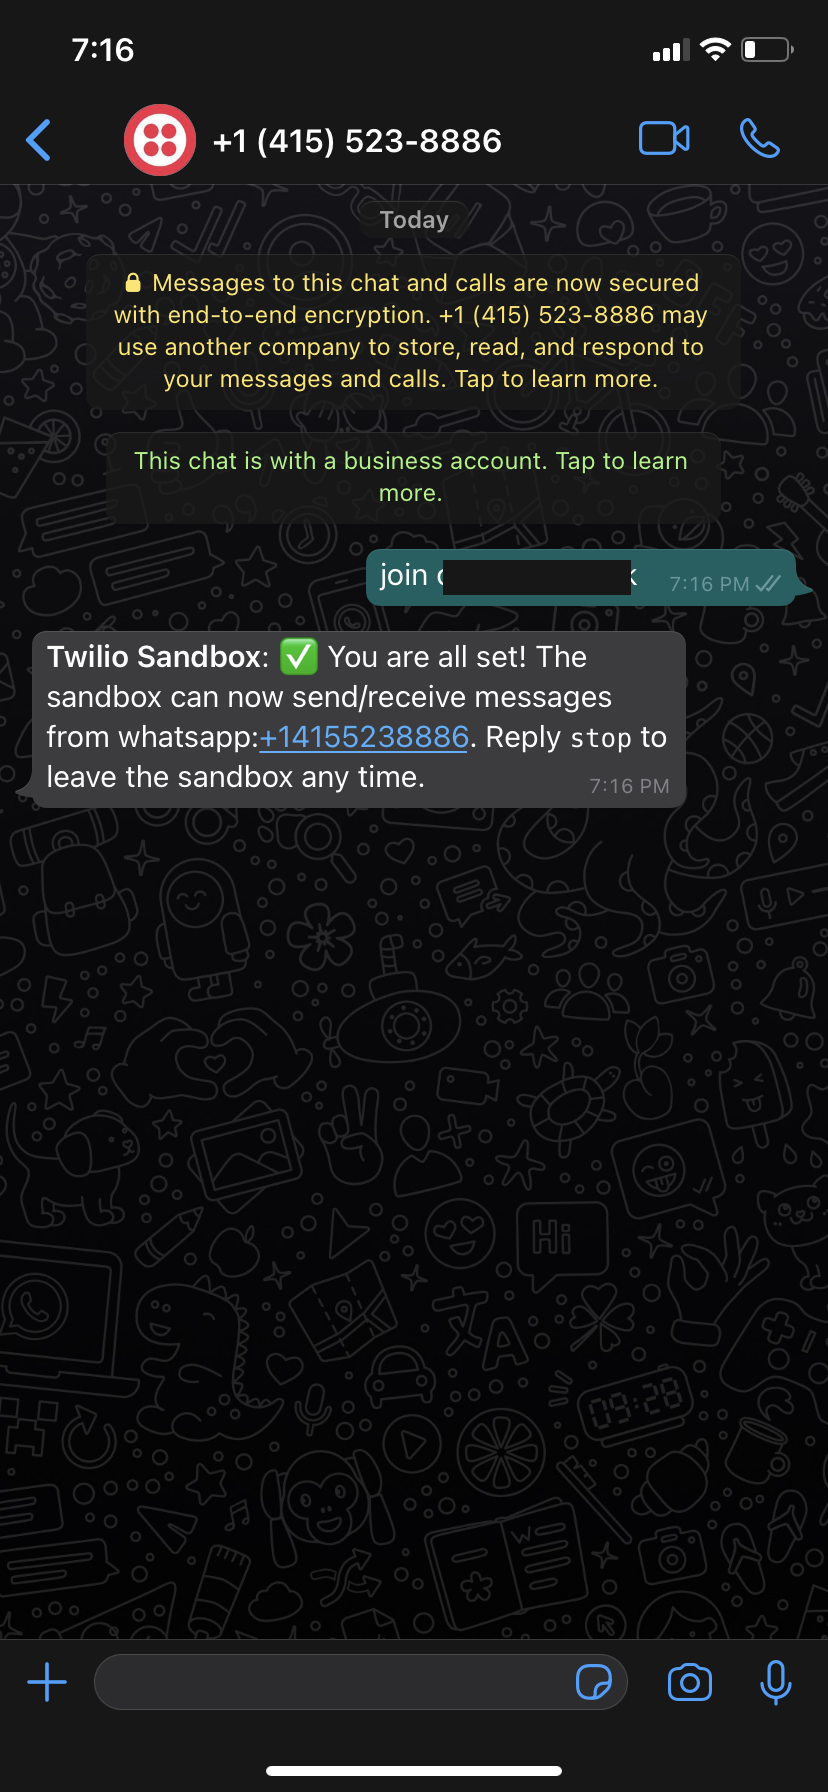 7:16
+1 (415) 523-8886
Today
Messages to this chat and calls are now secured
with end-to-end encryption. +1 (415) 523-8886 may
use another company to store, read, and respond to
your messages and calls. Tap to learn more.
This chat is with a business account. Tap to learn
more.
join
7:16 PM
Twilio Sandbox: ✅ You are all set! The
sandbox can now send/receive messages
from whatsapp:+14155238886. Reply stop to
leave the sandbox any time.
7:16 PM
Hi
09:28